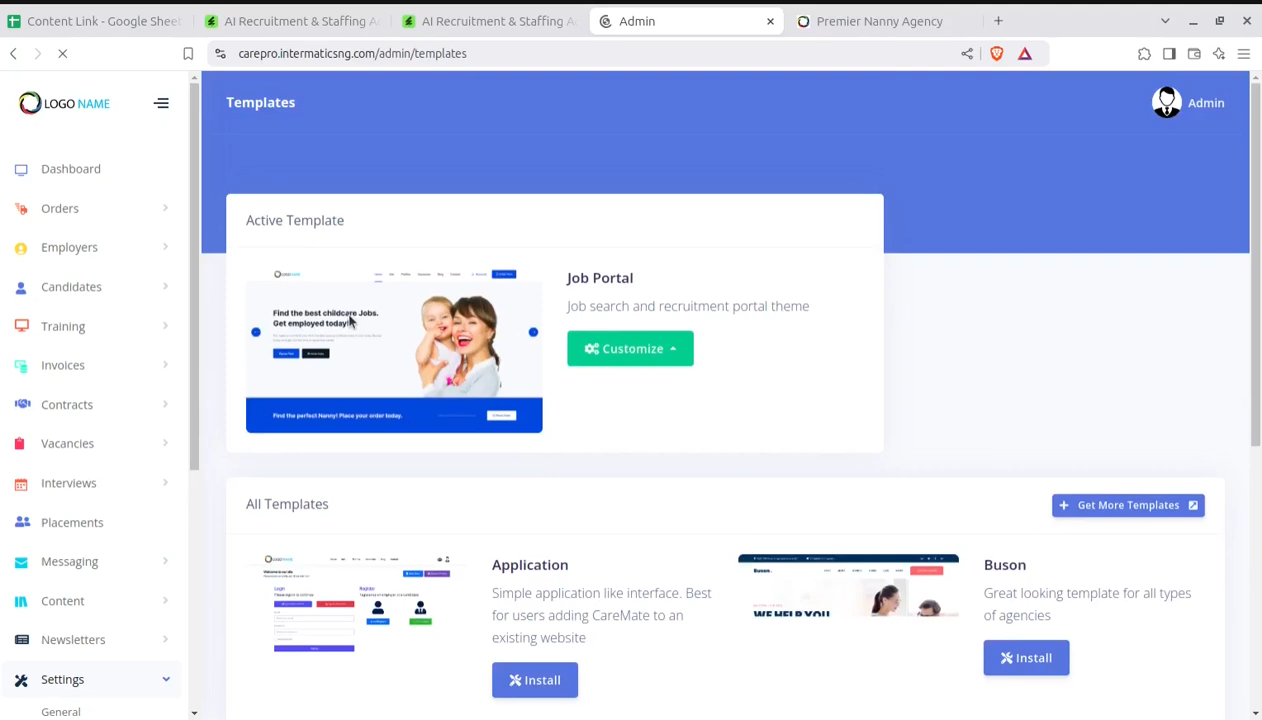 Content Link - Google Sheet
AI Recruitment & Staffing A
AI Recruitment & Staffing A
Admin
Premier Nanny Agency
carepro.intermaticsng.com/admin/templates
LOGO NAME
Templates
Admin
Dashboard
Orders
Employers
Candidates
Training
Invoices
Contracts
Vacancies
Interviews
Placements
Messaging
Content
Newsletters
Settings
General
Active Template
Find the best childcare Jobs.
Get employed today!
Find the perfect Nanny! Place your order today.
Job Portal
Job search and recruitment portal theme
Customize
All Templates
Get More Templates
Application
Simple application like interface. Best
for users adding CareMate to an
existing website
Install
Login
Register
Buson.
WE HELP YOU
Buson
Great looking template for all types
of agencies
Install